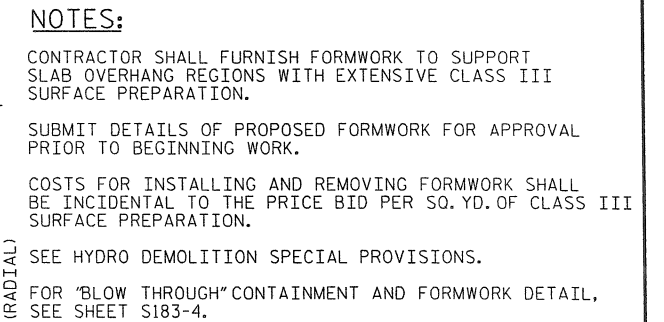 NOTES:
CONTRACTOR SHALL FURNISH FORMWORK TO SUPPORT
SLAB OVERHANG REGIONS WITH EXTENSIVE CLASS III
SURFACE PREPARATION.
SUBMIT DETAILS OF PROPOSED FORMWORK FOR APPROVAL
PRIOR TO BEGINNING WORK.
COSTS FOR INSTALLING AND REMOVING FORMWORK SHALL
BE INCIDENTAL TO THE PRICE BID PER SQ. YD. OF CLASS III
SURFACE PREPARATION.
SEE HYDRO DEMOLITION SPECIAL PROVISIONS.
FOR "BLOW THROUGH" CONTAINMENT AND FORMWORK DETAIL,
SEE SHEET S183-4.
(RADIAL)